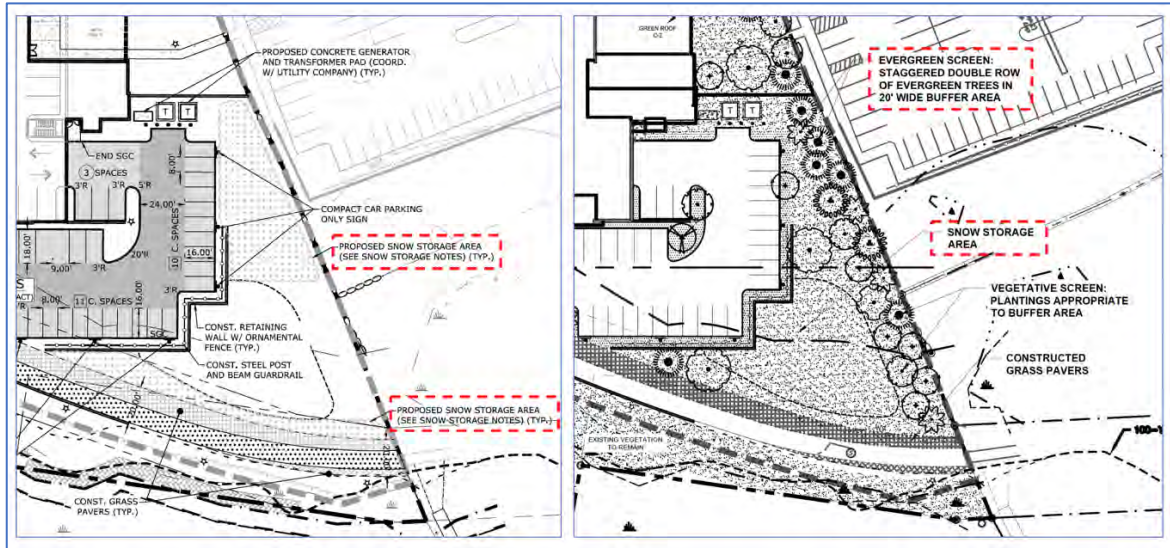 PROPOSED CONCRETE GENERATOR
AND TRANSFORMER PAD (COORD.
W/ UTILITY COMPANY) (TYP.)
T
T
END SGC
3 SPACES
3'R
3'R
5'R
8.00'
24.00'
COMPACT CAR PARKING
ONLY SIGN
10 C. SPACES
16.00'
18.00'
9.00'
3'R
20'R
PROPOSED SNOW STORAGE AREA
(SEE SNOW STORAGE NOTES) (TYP.)
3'R
8.00'
11 C. SPACES
16.00'
SGC
CONST. RETAINING
WALL W/ ORNAMENTAL
FENCE (TYP.)
CONST. STEEL POST
AND BEAM GUARDRAIL
PROPOSED SNOW STORAGE AREA
(SEE SNOW STORAGE NOTES) (TYP.)
CONST. GRASS
PAVERS (TYP.)
GREEN ROOF
EVERGREEN SCREEN:
STAGGERED DOUBLE ROW
OF EVERGREEN TREES IN
20' WIDE BUFFER AREA
T
T
SNOW STORAGE
AREA
VEGETATIVE SCREEN:
PLANTINGS APPROPRIATE
TO BUFFER AREA
CONSTRUCTED
GRASS PAVERS
EXISTING VEGETATION
TO REMAIN